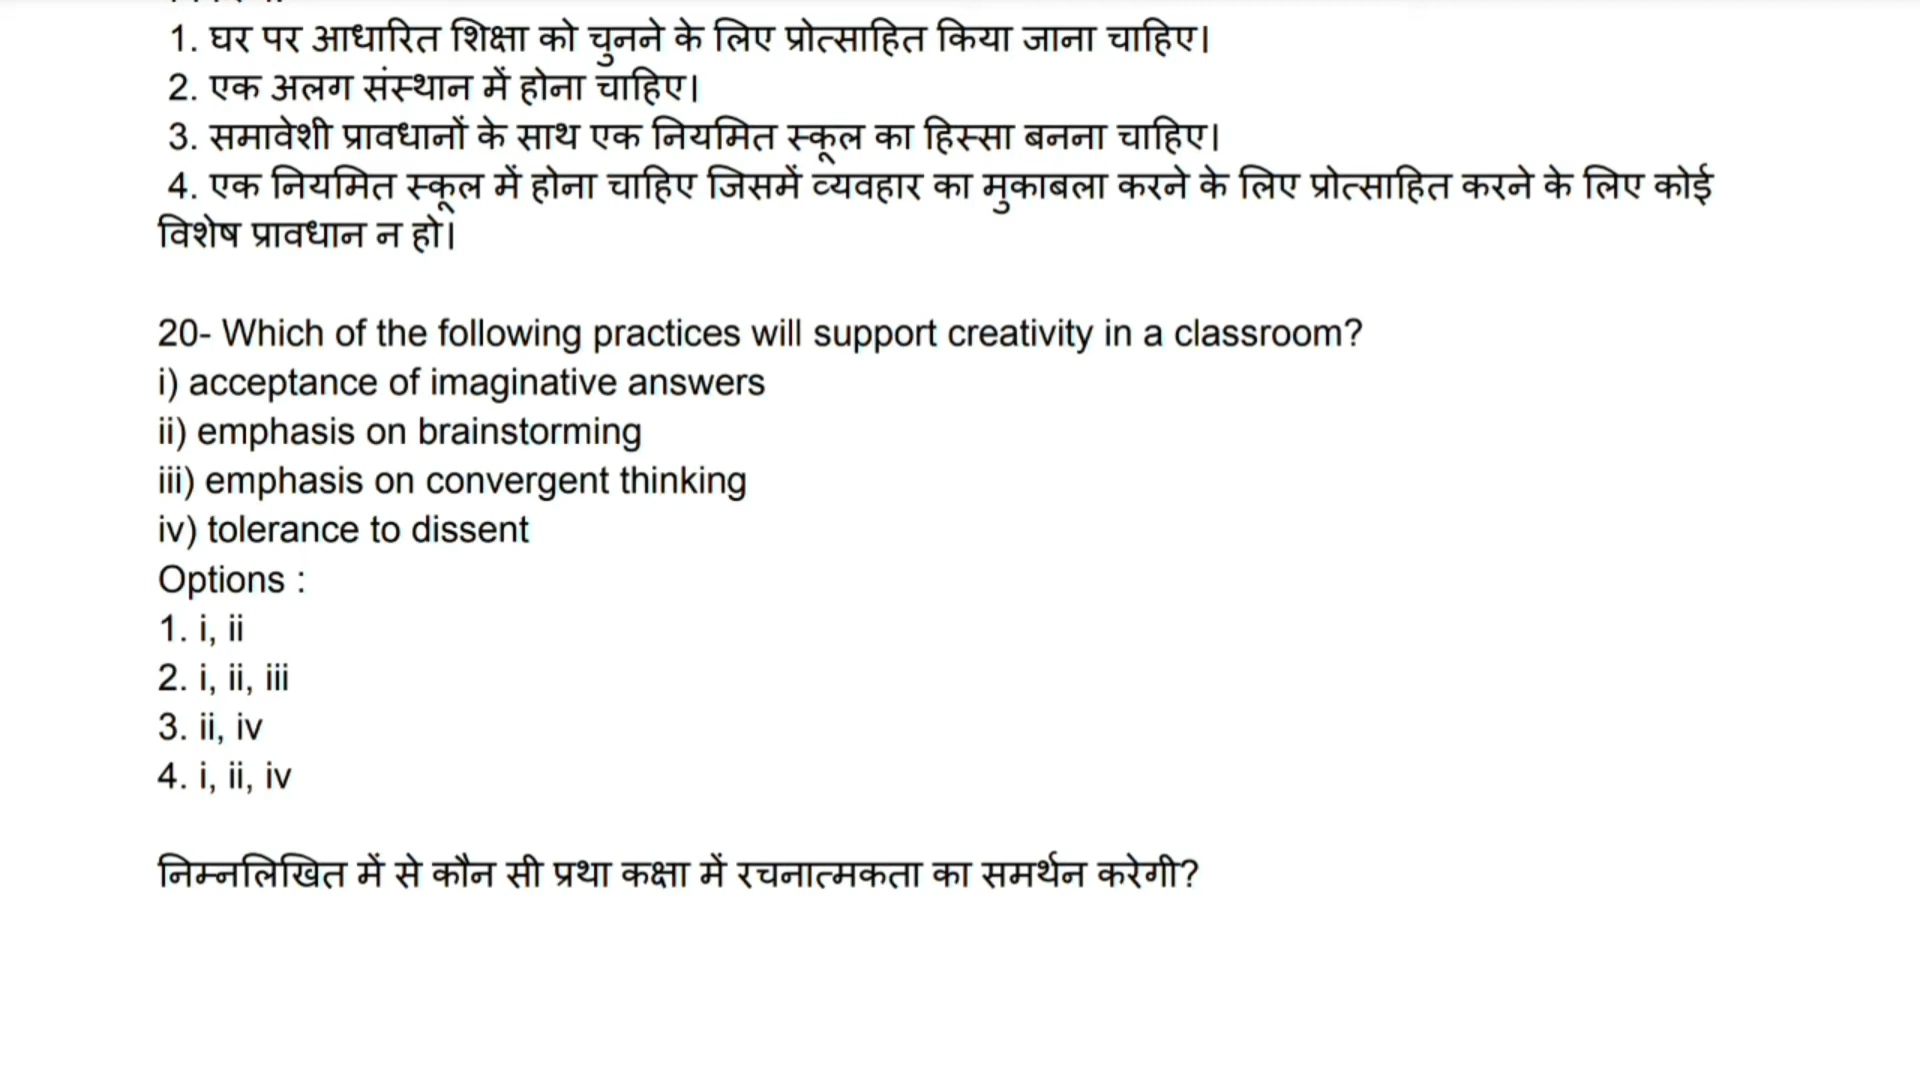 1. घर पर आधारित शिक्षा को चुनने के लिए प्रोत्साहित किया जाना चाहिए।
2. एक अलग संस्थान में होना चाहिए।
3. समावेशी प्रावधानों के साथ एक नियमित स्कूल का हिस्सा बनना चाहिए।
4. एक नियमित स्कूल में होना चाहिए जिसमें व्यवहार का मुकाबला करने के लिए प्रोत्साहित करने के लिए कोई
विशेष प्रावधान न हो।
20- Which of the following practices will support creativity in a classroom?
i) acceptance of imaginative answers
ii) emphasis on brainstorming
iii) emphasis on convergent thinking
iv) tolerance to dissent
Options :
1. i, ii
2. i, ii, iii
3. ii, iv
4. i, ii, iv
निम्नलिखित में से कौन सी प्रथा कक्षा में रचनात्मकता का समर्थन करेगी?